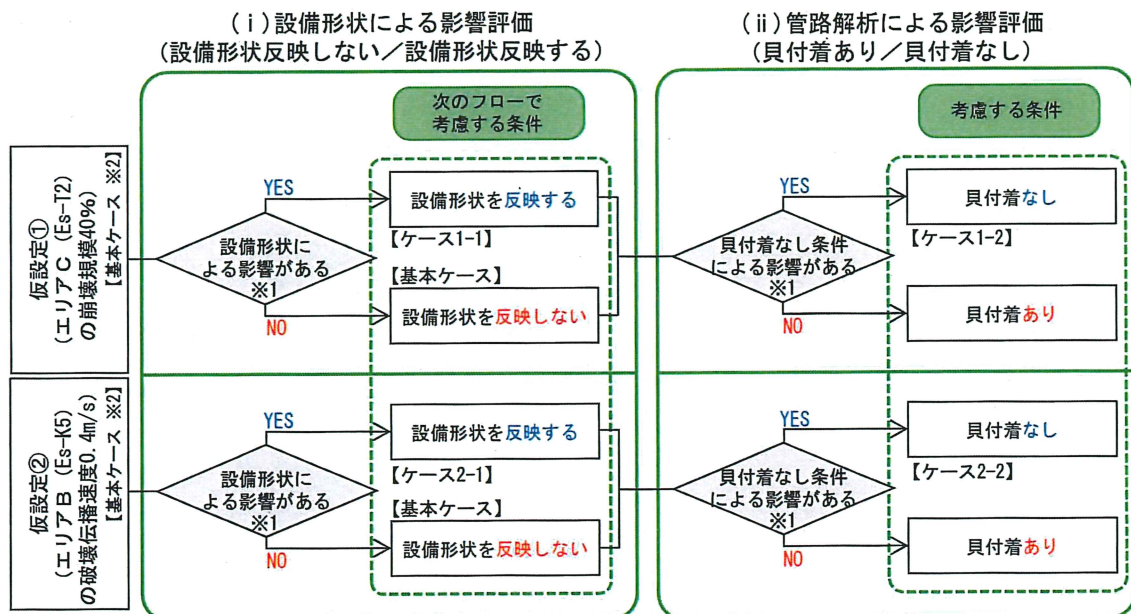 (ⅰ)設備形状による影響評価
(設備形状反映しない／設備形状反映する)
(ⅱ)管路解析による影響評価
(貝付着あり／貝付着なし)
次のフローで
考慮する条件
考慮する条件
仮設定①
(エリアC(Es-T2)
の崩壊規模40%)
【基本ケース ※2】
設備形状に
よる影響がある
※1
YES
設備形状を反映する
【ケース1-1】
【基本ケース】
NO
設備形状を反映しない
貝付着なし条件
による影響がある
※1
YES
貝付着なし
【ケース1-2】
NO
貝付着あり
仮設定②
(エリアB(Es-K5)
の破壊伝播速度0.4m/s)
【基本ケース ※2】
設備形状に
よる影響がある
※1
YES
設備形状を反映する
【ケース2-1】
【基本ケース】
NO
設備形状を反映しない
貝付着なし条件
による影響がある
※1
YES
貝付着なし
【ケース2-2】
NO
貝付着あり